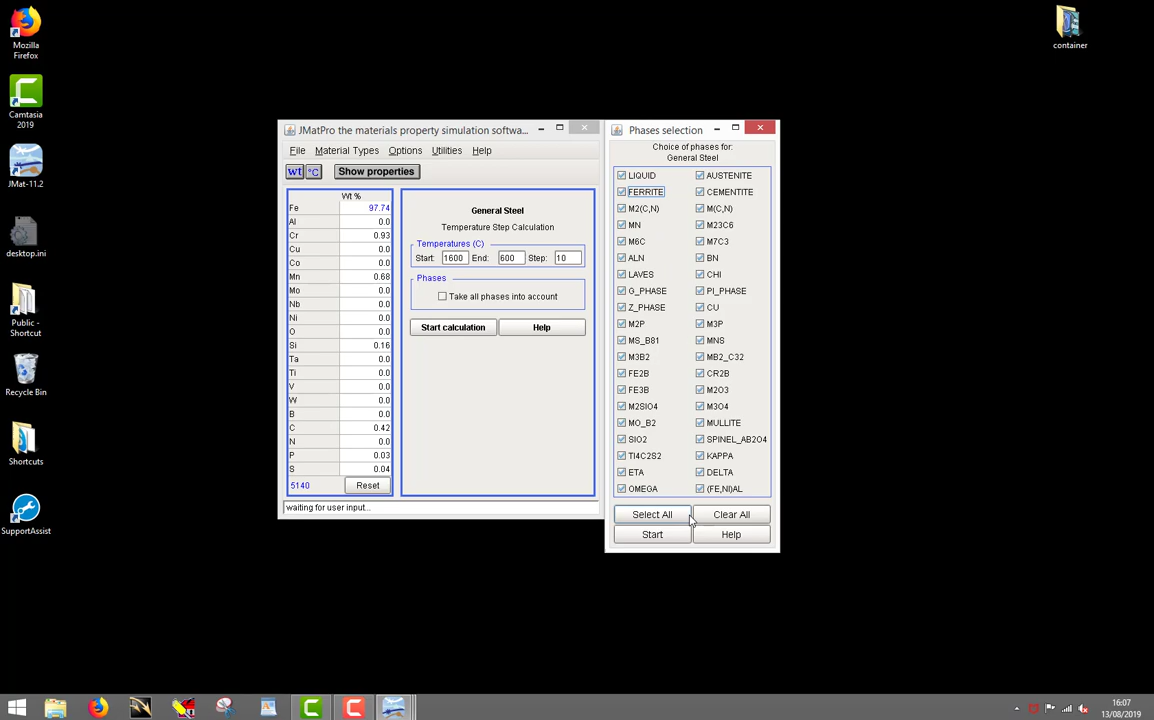 Mozilla
Firefox
Camtasia
2019
JMat-11.2
desktop.ini
Public -
Shortcut
Recycle Bin
Shortcuts
SupportAssist
container
JMatPro the materials property simulation softwa...
File Material Types Options Utilities Help
wt °C Show properties
Wt %
Fe 97.74
Al 0.0
Cr 0.93
Cu 0.0
Co 0.0
Mn 0.68
Mo 0.0
Nb 0.0
Ni 0.0
O 0.0
Si 0.16
Ta 0.0
Ti 0.0
V 0.0
W 0.0
B 0.0
C 0.42
N 0.0
P 0.03
S 0.04
5140 Reset
General Steel
Temperature Step Calculation
Temperatures (C)
Start: 1600 End: 600 Step: 10
Phases
Take all phases into account
Start calculation Help
waiting for user input...
Phases selection
Choice of phases for:
General Steel
LIQUID AUSTENITE
FERRITE CEMENTITE
M2(C,N) M(C,N)
MN M23C6
M6C M7C3
ALN BN
LAVES CHI
G_PHASE PI_PHASE
Z_PHASE CU
M2P M3P
MS_B81 MNS
M3B2 MB2_C32
FE2B CR2B
FE3B M2O3
M2SIO4 M3O4
MO_B2 MULLITE
SIO2 SPINEL_AB2O4
TI4C2S2 KAPPA
ETA DELTA
OMEGA (FE,NI)AL
Select All Clear All
Start Help
16:07
13/08/2019